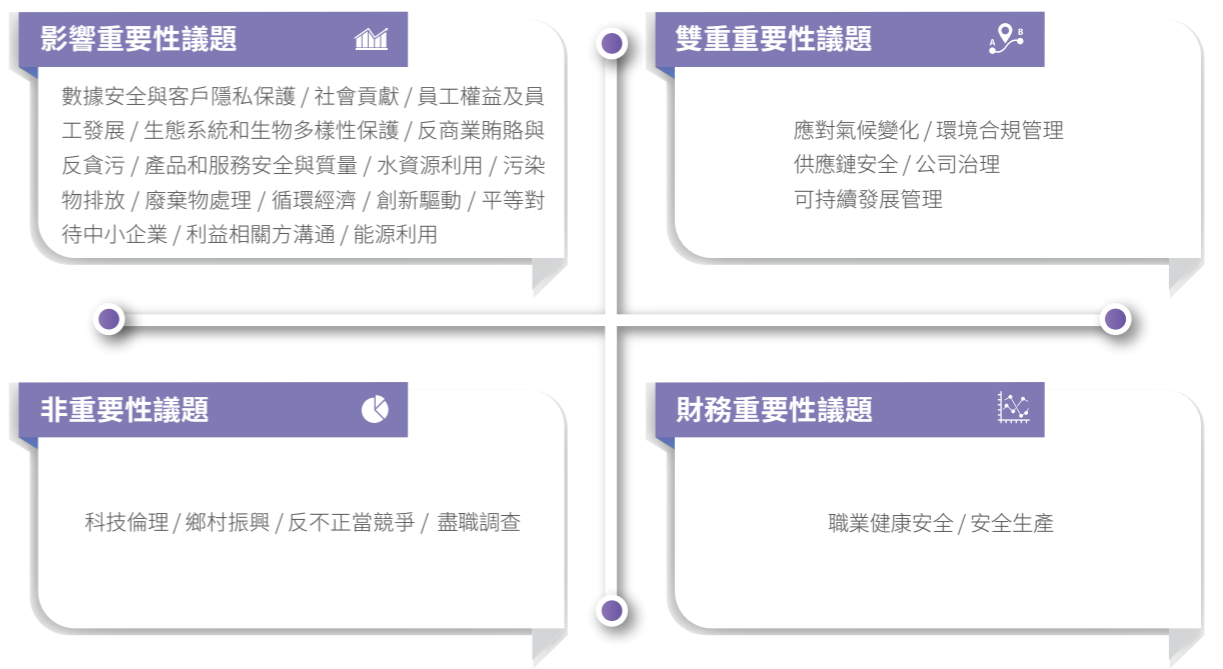 影響重要性議題
數據安全與客戶隱私保護 / 社會貢獻 / 員工權益及員
工發展 / 生態系統和生物多樣性保護 / 反商業賄賂與
反貪污 / 產品和服務安全與質量 / 水資源利用 / 污染
物排放 / 廢棄物處理 / 循環經濟 / 創新驅動 / 平等對
待中小企業 / 利益相關方溝通 / 能源利用
雙重重要性議題
A B
應對氣候變化 / 環境合規管理
供應鏈安全 / 公司治理
可持續發展管理
非重要性議題
科技倫理 / 鄉村振興 / 反不正當競爭 / 盡職調查
財務重要性議題
職業健康安全 / 安全生產